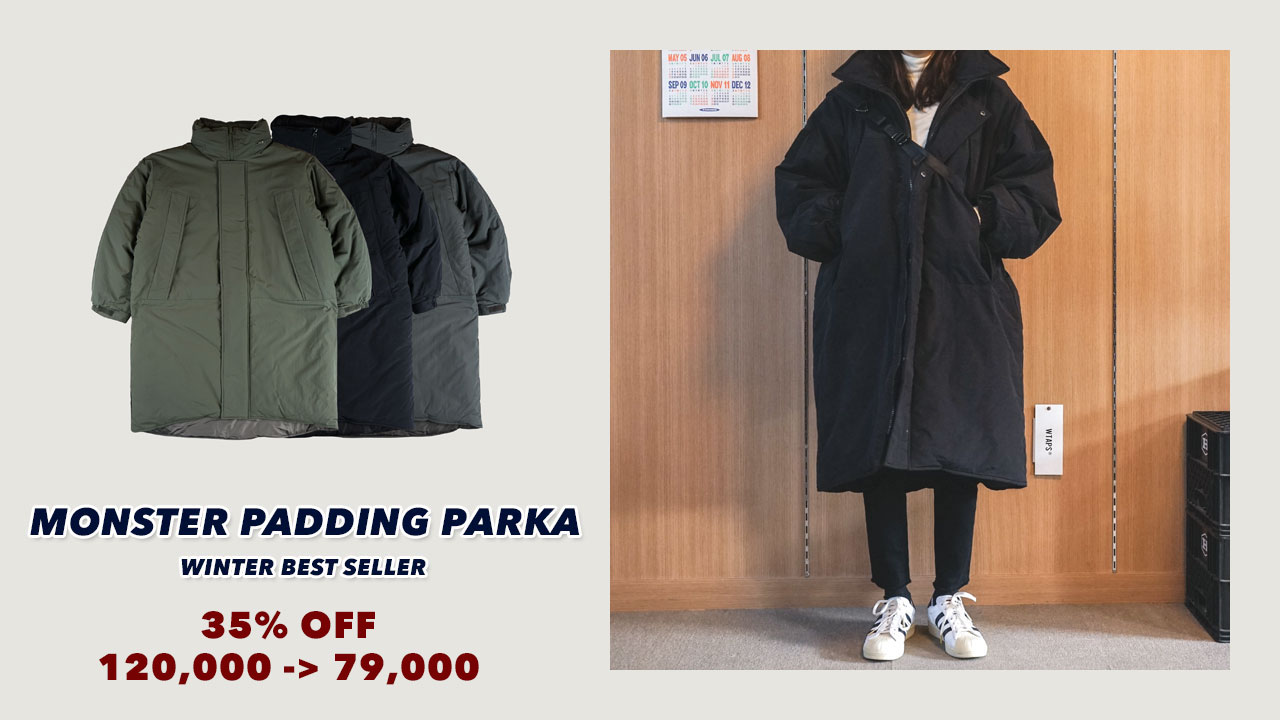 MAY 05 JUN 06 JUL 07 AUG 08
SEP 09 OCT 10 NOV 11 DEC 12
WTAPS®
MONSTER PADDING PARKA
WINTER BEST SELLER
35% OFF
120,000 -> 79,000